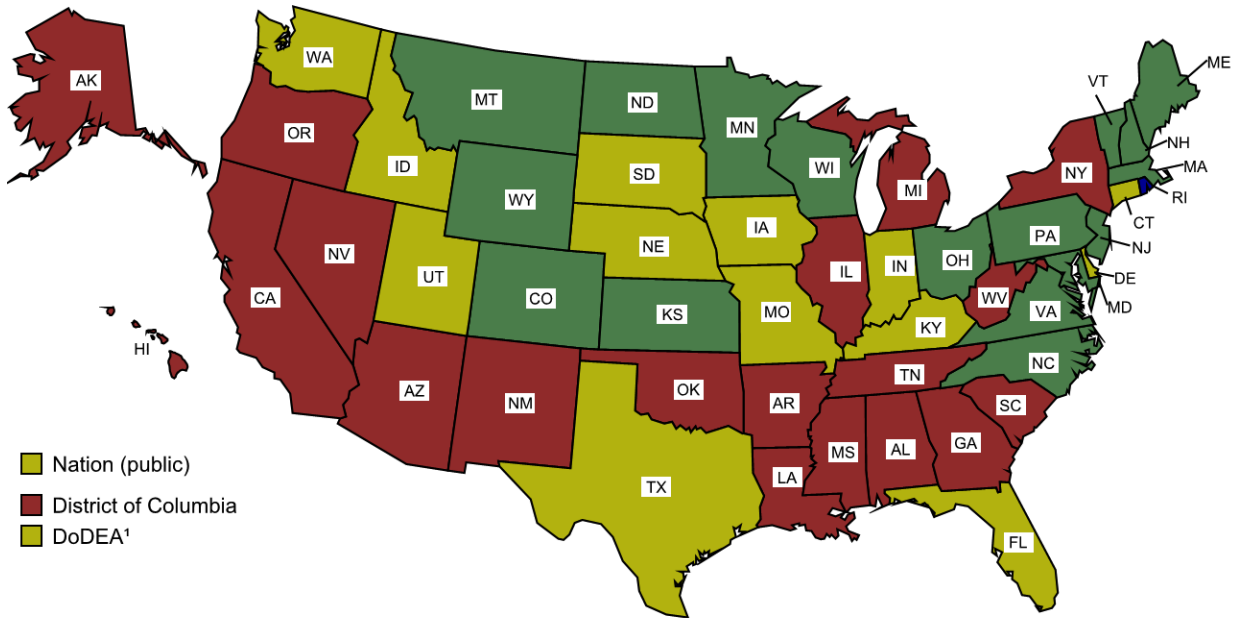 AK
WA
MT
ND
MN
VT
ME
OR
ID
WY
SD
WI
MI
NY
NH
MA
RI
CT
NV
UT
CO
NE
IA
IL
IN
OH
PA
NJ
DE
MD
CA
KS
MO
KY
WV
VA
HI
AZ
NM
OK
AR
TN
NC
SC
MS
AL
GA
LA
TX
FL
Nation (public)
District of Columbia
DoDEA¹